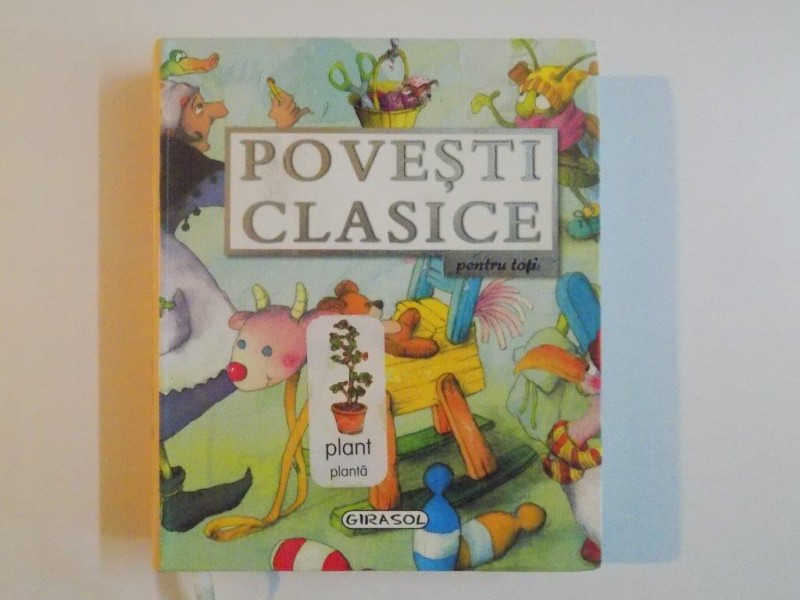 POVEȘTI
CLASICE
pentru toți
plant
plantă
GIRASOL